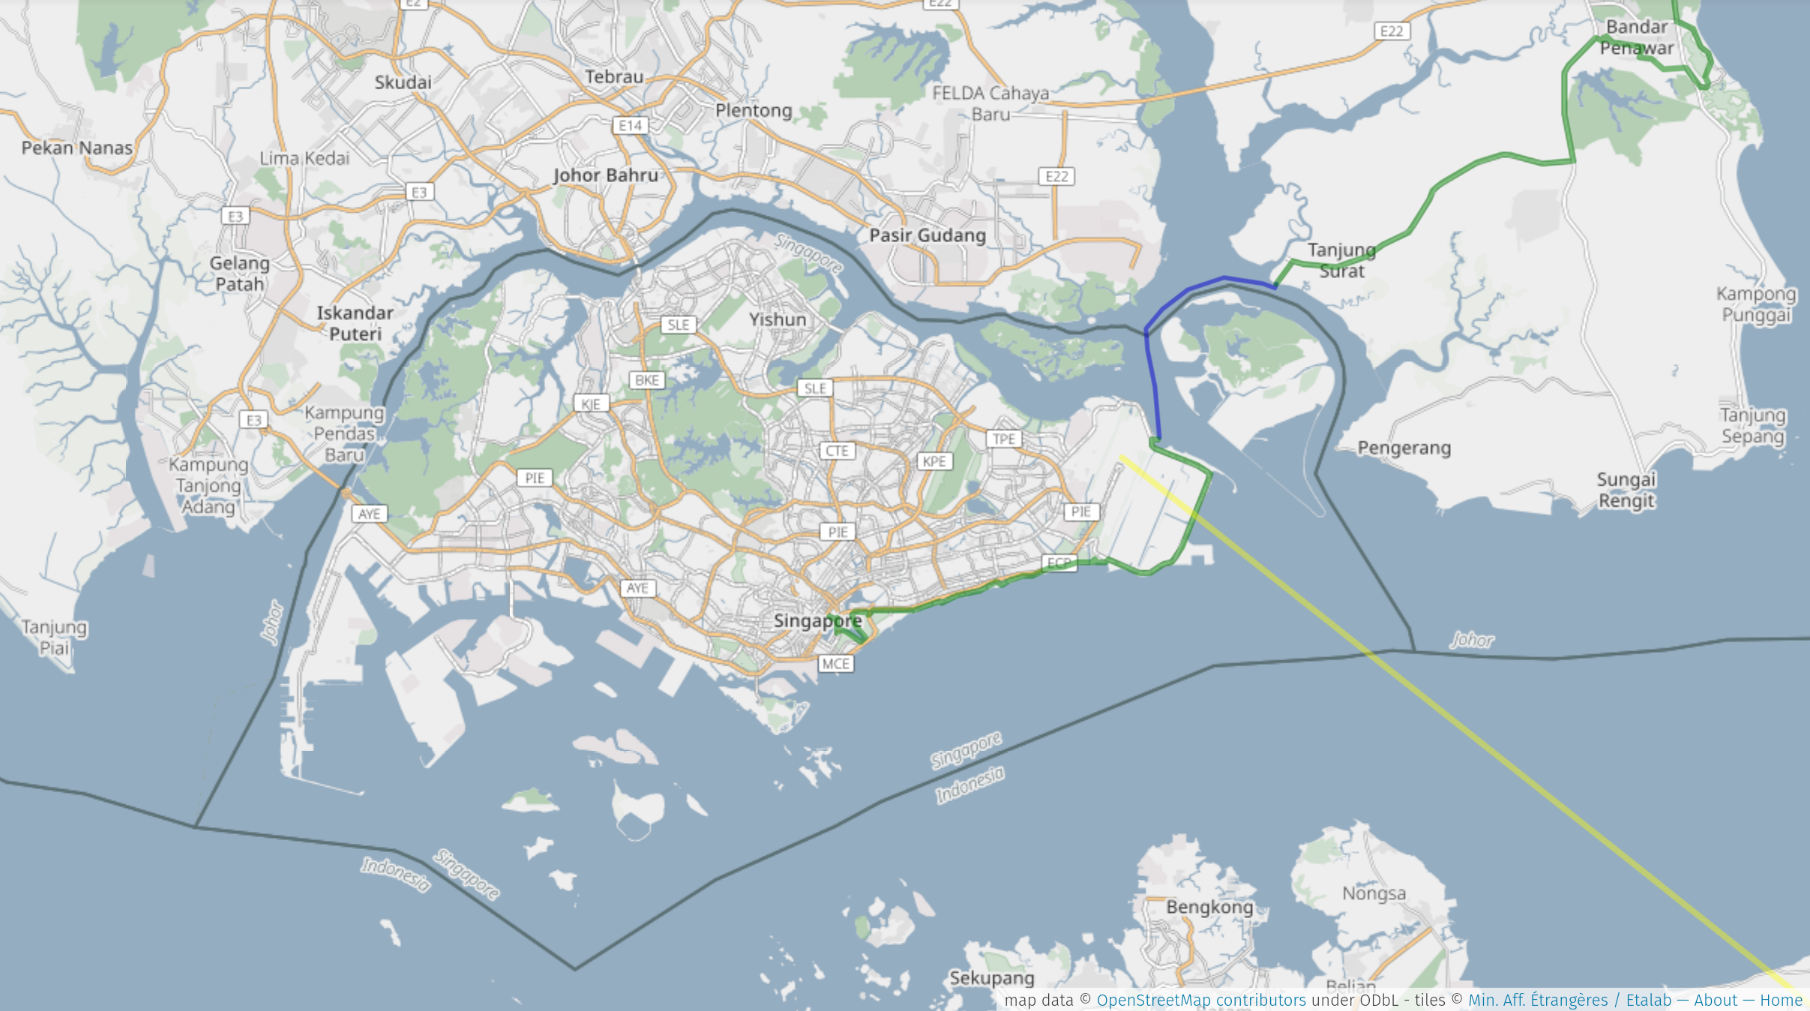 E2
E22
E22
Bandar
Penawar
Skudai
Tebrau
Plentong
FELDA Cahaya
Baru
E14
Pekan Nanas
Lima Kedai
Johor Bahru
E22
E3
E3
Pasir Gudang
Singapore
Tanjung
Surat
Gelang
Patah
Kampong
Punggai
Iskandar
Puteri
SLE
Yishun
BKE
SLE
KJE
E3
Kampung
Pendas
Baru
Tanjung
Sepang
TPE
CTE
KPE
Pengerang
Kampung
Tanjong
Adang
PIE
Sungai
Rengit
AYE
PIE
PIE
ECP
AYE
Johor
Singapore
Tanjung
Piai
MCE
Johor
Singapore
Indonesia
Indonesia
Singapore
Nongsa
Bengkong
Sekupang
Belian
Batam
map data © OpenStreetMap contributors under ODbL - tiles © Min. Aff. Étrangères / Etalab — About — Home